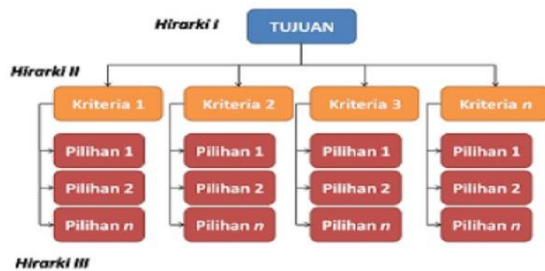 Hirarki I
TUJUAN
Hirarki II
Kriteria 1 Kriteria 2 Kriteria 3 Kriteria n
Pilihan 1 Pilihan 1 Pilihan 1 Pilihan 1
Pilihan 2 Pilihan 2 Pilihan 2 Pilihan 2
Pilihan n Pilihan n Pilihan n Pilihan n
Hirarki III